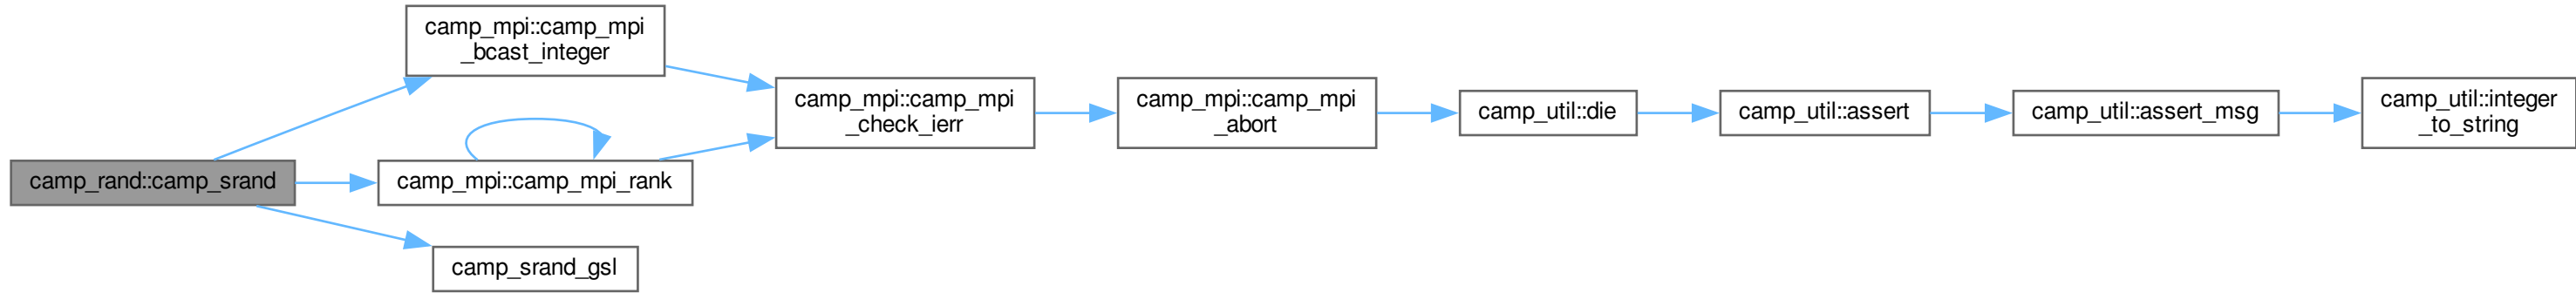 camp_rand::camp_srand
camp_mpi::camp_mpi
_bcast_integer
camp_mpi::camp_mpi_rank
camp_srand_gsl
camp_mpi::camp_mpi
_check_ierr
camp_mpi::camp_mpi
_abort
camp_util::die
camp_util::assert
camp_util::assert_msg
camp_util::integer
_to_string